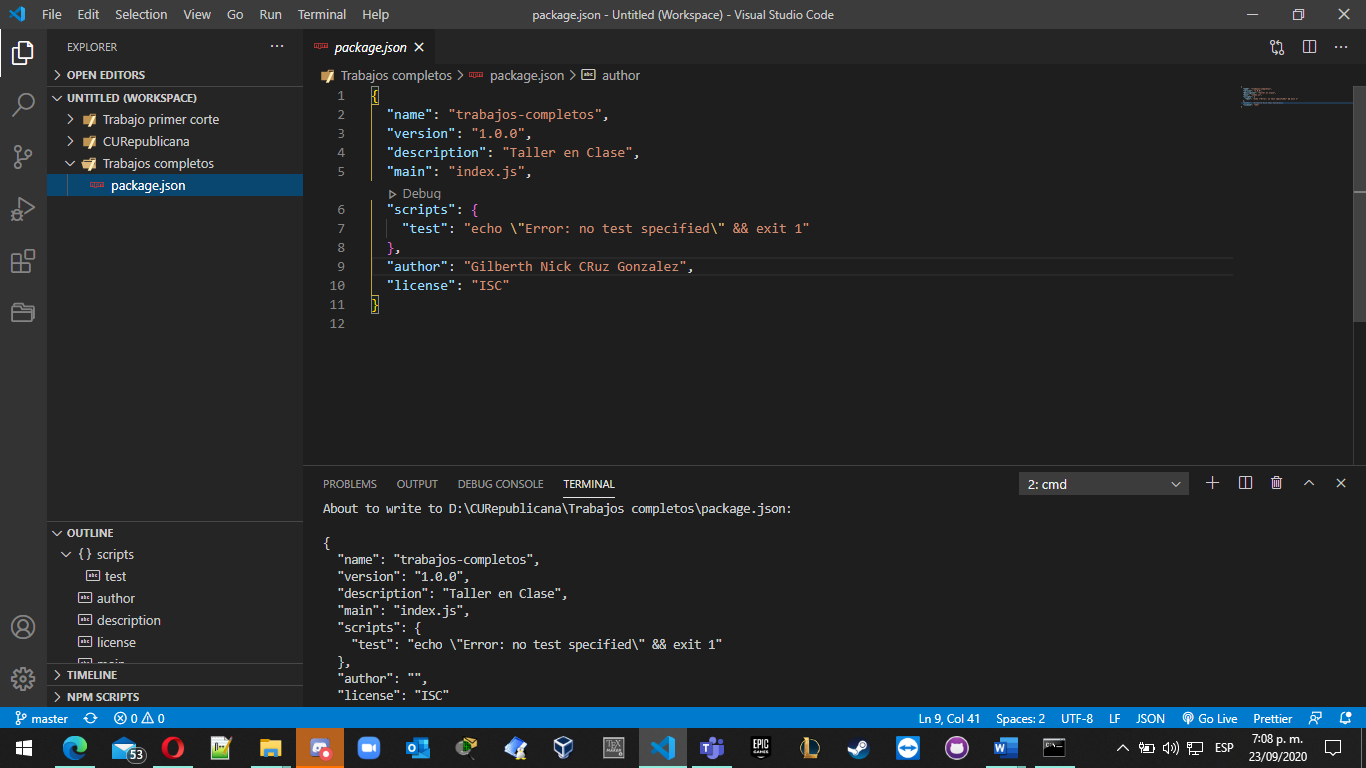 File Edit Selection View Go Run Terminal Help package.json - Untitled (Workspace) - Visual Studio Code
EXPLORER
OPEN EDITORS
UNTITLED (WORKSPACE)
Trabajo primer corte
CURepublicana
Trabajos completos
package.json
OUTLINE
{ } scripts
test
author
description
license
main
TIMELINE
NPM SCRIPTS
package.json
Trabajos completos > package.json > author
1 {
2 "name": "trabajos-completos",
3 "version": "1.0.0",
4 "description": "Taller en Clase",
5 "main": "index.js",
Debug
6 "scripts": {
7 "test": "echo \"Error: no test specified\" && exit 1"
8 },
9 "author": "Gilberth Nick CRuz Gonzalez",
10 "license": "ISC"
11 }
12
PROBLEMS OUTPUT DEBUG CONSOLE TERMINAL 2: cmd
About to write to D:\CURepublicana\Trabajos completos\package.json:
{
"name": "trabajos-completos",
"version": "1.0.0",
"description": "Taller en Clase",
"main": "index.js",
"scripts": {
"test": "echo \"Error: no test specified\" && exit 1"
},
"author": "",
"license": "ISC"
master 0 0 Ln 9, Col 41 Spaces: 2 UTF-8 LF JSON Go Live Prettier
53 EPIC GAMES ESP 7:08 p. m.
23/09/2020